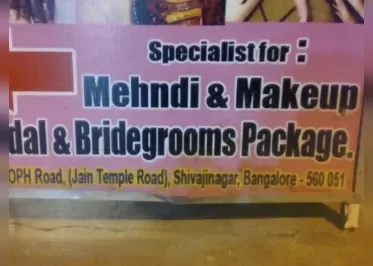 Specialist for :
Mehndi & Makeup
dal & Bridegrooms Package.
OPH Road, (Jain Temple Road), Shivajinagar, Bangalore - 560 051